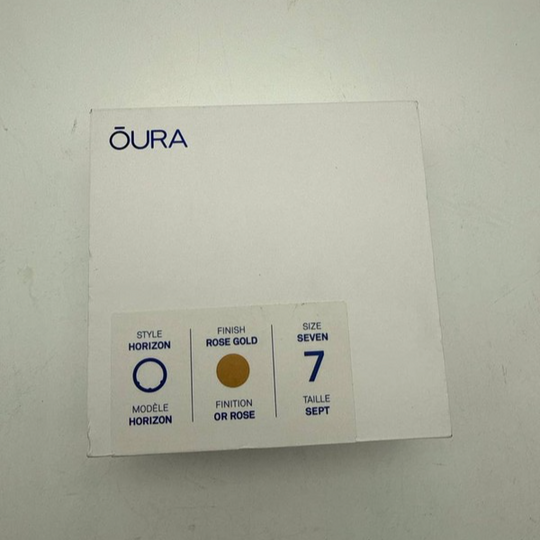 ŌURA
STYLE
HORIZON
MODÈLE
HORIZON
FINISH
ROSE GOLD
FINITION
OR ROSE
SIZE
SEVEN
7
TAILLE
SEPT